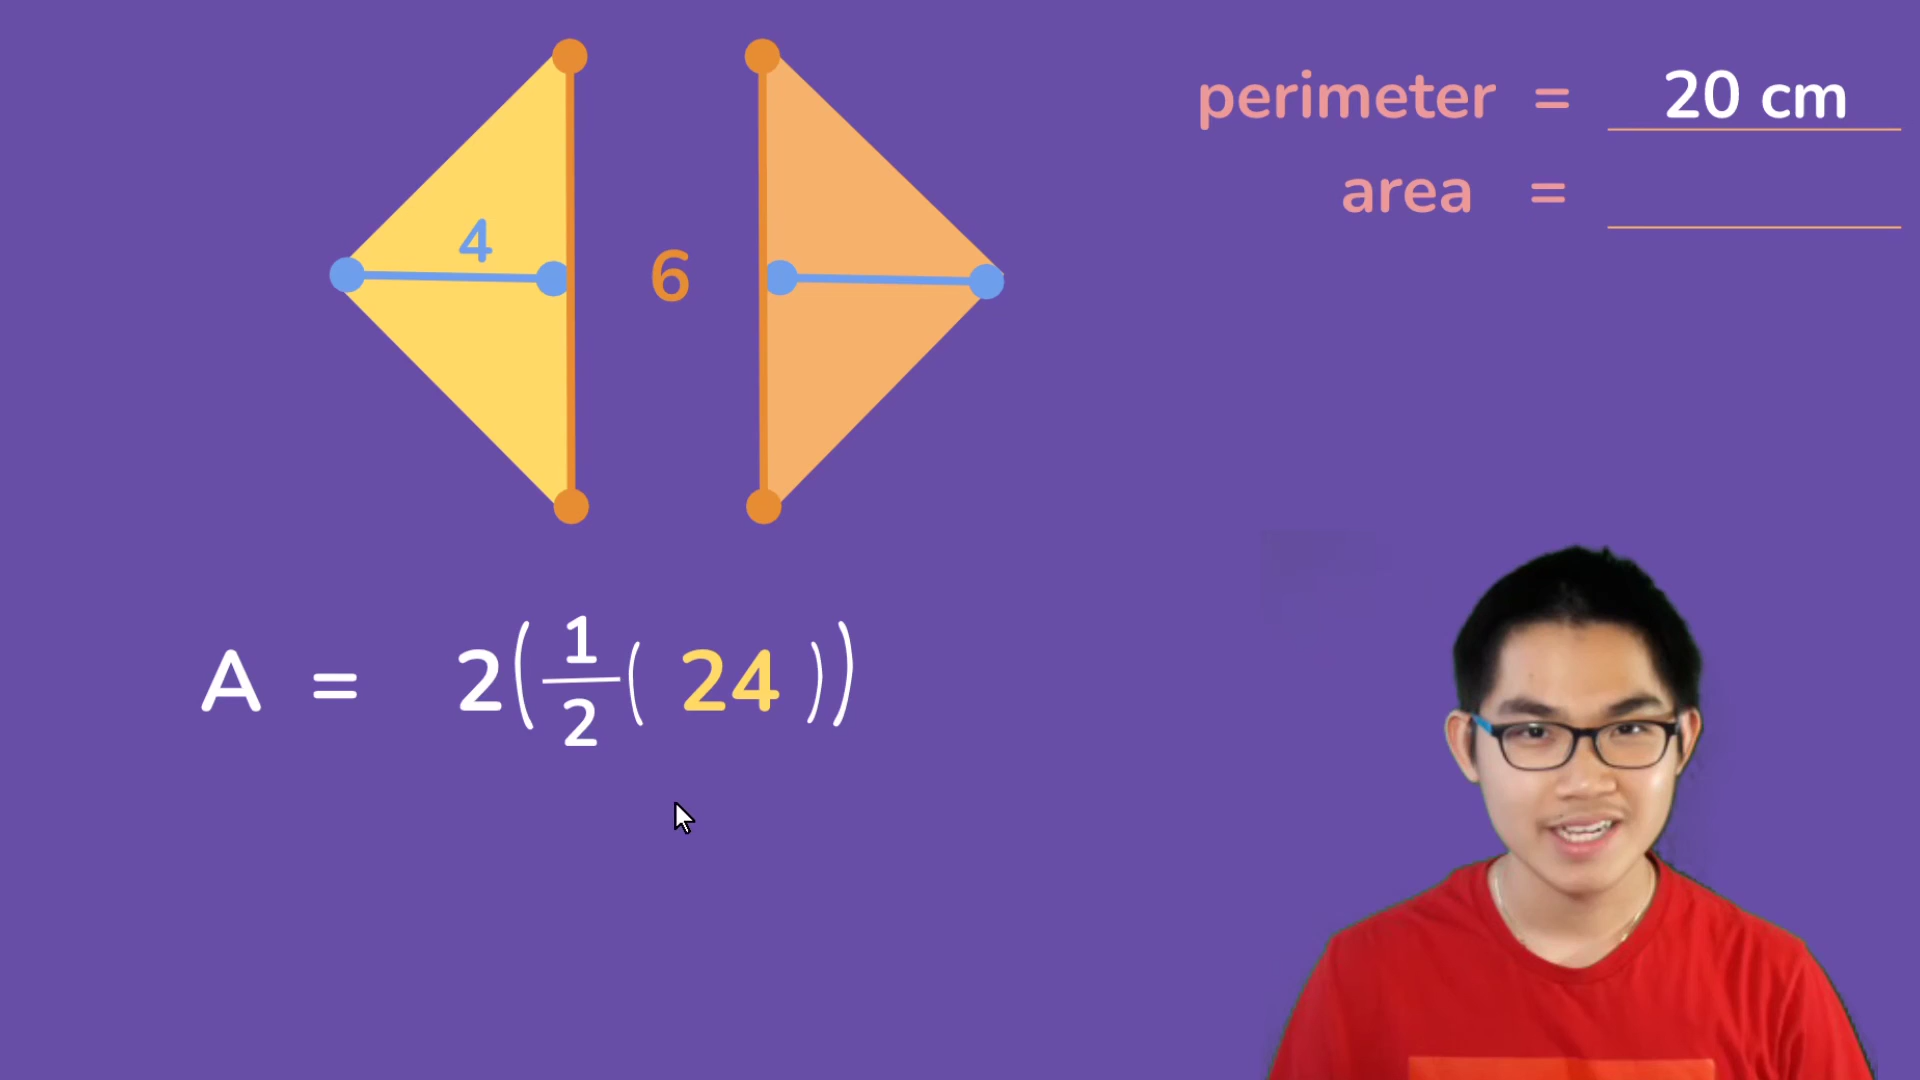 perimeter = 20 cm
area =
4
6
A = 2(1/2( 24 ))